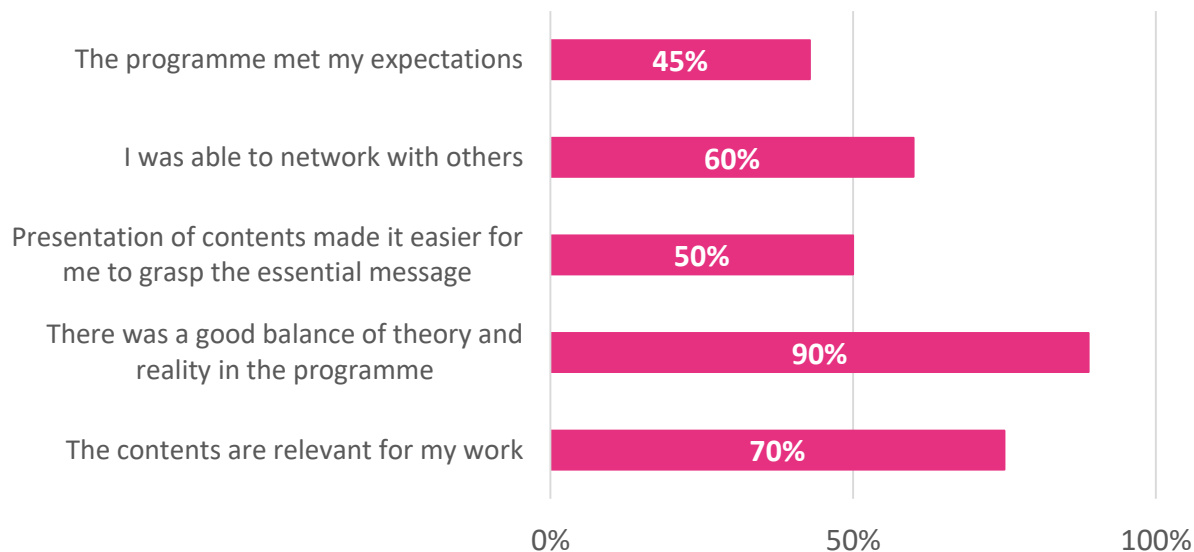 The programme met my expectations
45%
I was able to network with others
60%
Presentation of contents made it easier for
me to grasp the essential message
50%
There was a good balance of theory and
reality in the programme
90%
The contents are relevant for my work
70%
0%
50%
100%